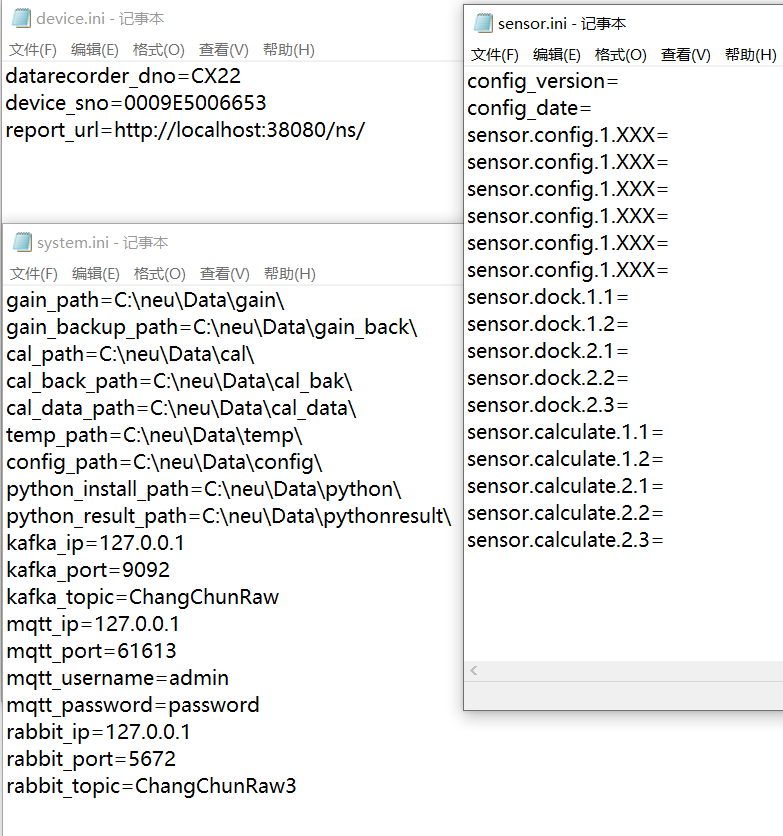 device.ini - 记事本
文件(F) 编辑(E) 格式(O) 查看(V) 帮助(H)
datarecorder_dno=CX22
device_sno=0009E5006653
report_url=http://localhost:38080/ns/
system.ini - 记事本
文件(F) 编辑(E) 格式(O) 查看(V) 帮助(H)
gain_path=C:\neu\Data\gain\
gain_backup_path=C:\neu\Data\gain_back\
cal_path=C:\neu\Data\cal\
cal_back_path=C:\neu\Data\cal_bak\
cal_data_path=C:\neu\Data\cal_data\
temp_path=C:\neu\Data\temp\
config_path=C:\neu\Data\config\
python_install_path=C:\neu\Data\python\
python_result_path=C:\neu\Data\pythonresult\
kafka_ip=127.0.0.1
kafka_port=9092
kafka_topic=ChangChunRaw
mqtt_ip=127.0.0.1
mqtt_port=61613
mqtt_username=admin
mqtt_password=password
rabbit_ip=127.0.0.1
rabbit_port=5672
rabbit_topic=ChangChunRaw3
sensor.ini - 记事本
文件(F) 编辑(E) 格式(O) 查看(V) 帮助(H)
config_version=
config_date=
sensor.config.1.XXX=
sensor.config.1.XXX=
sensor.config.1.XXX=
sensor.config.1.XXX=
sensor.config.1.XXX=
sensor.config.1.XXX=
sensor.dock.1.1=
sensor.dock.1.2=
sensor.dock.2.1=
sensor.dock.2.2=
sensor.dock.2.3=
sensor.calculate.1.1=
sensor.calculate.1.2=
sensor.calculate.2.1=
sensor.calculate.2.2=
sensor.calculate.2.3=